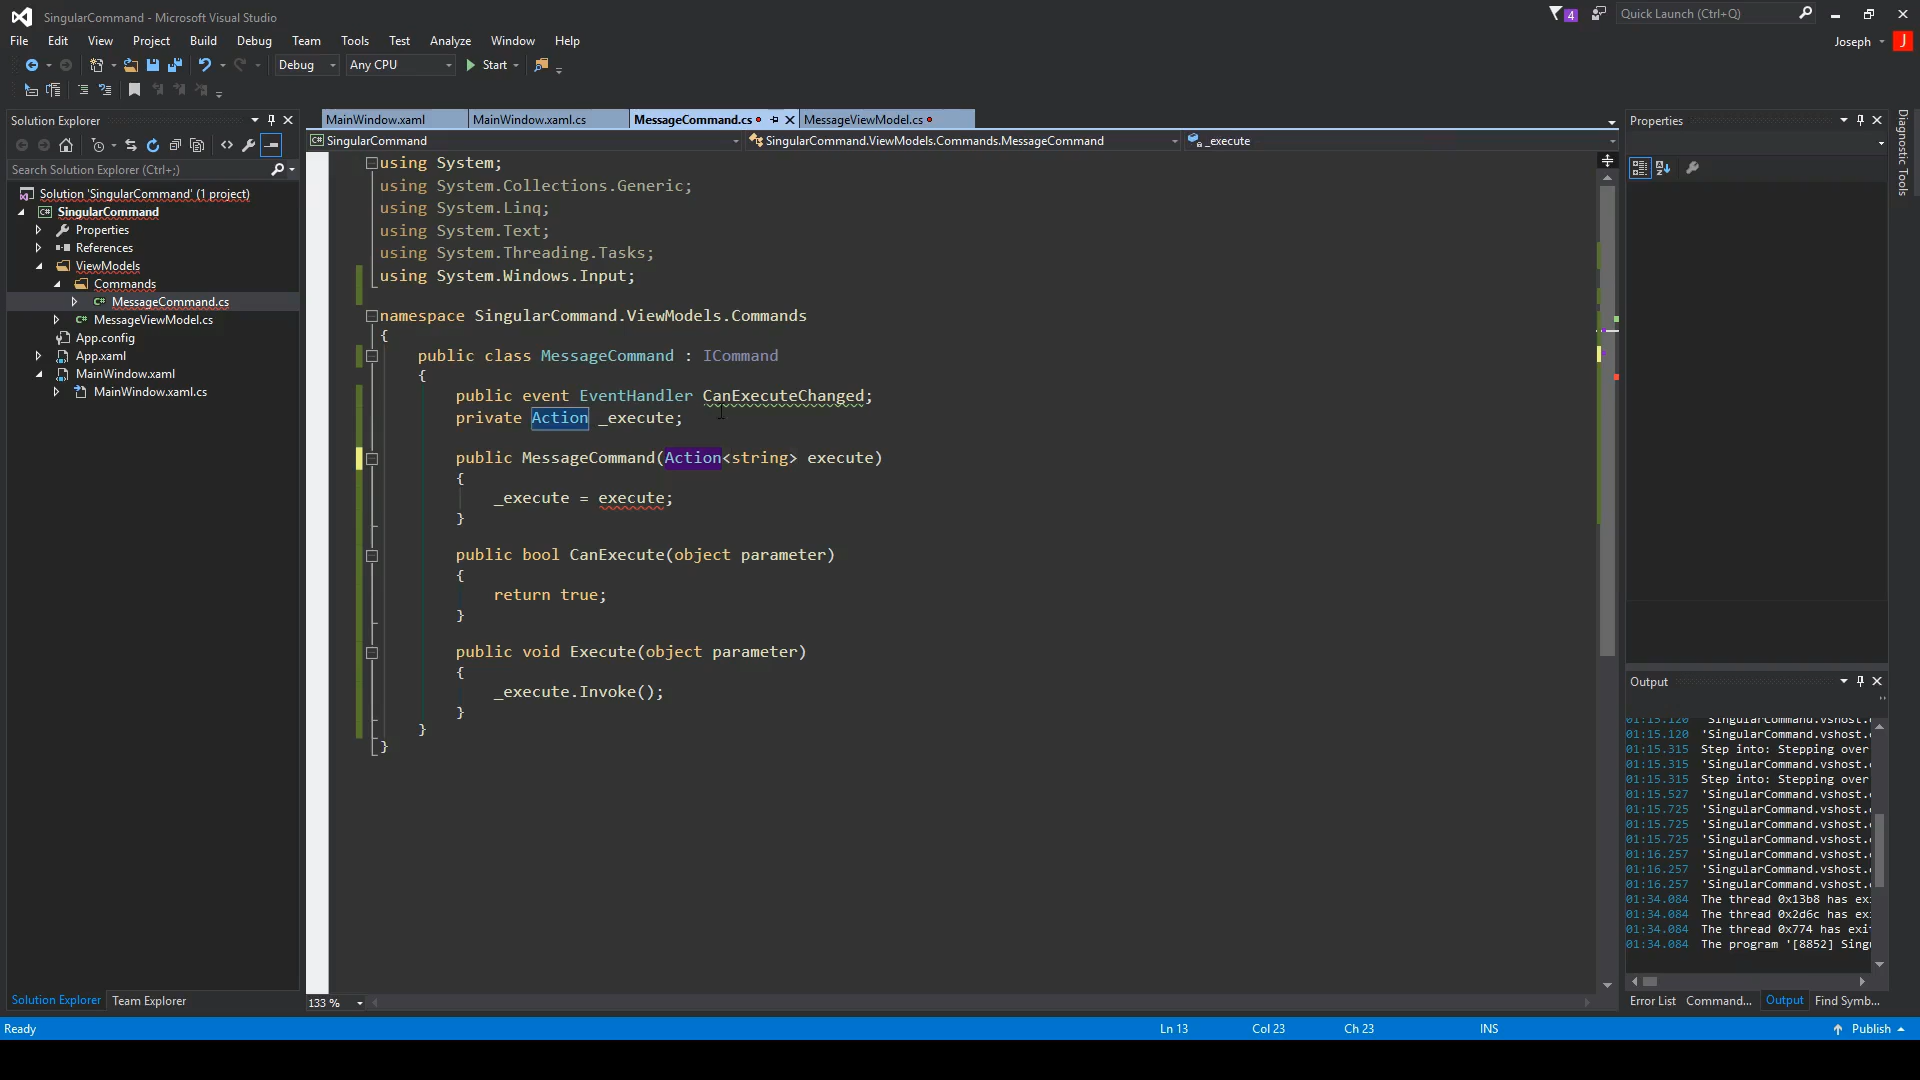 SingularCommand - Microsoft Visual Studio
4
Quick Launch (Ctrl+Q)
File Edit View Project Build Debug Team Tools Test Analyze Window Help
Joseph J
Debug Any CPU Start
Solution Explorer
Search Solution Explorer (Ctrl+;)
Solution 'SingularCommand' (1 project)
SingularCommand
Properties
References
ViewModels
Commands
MessageCommand.cs
MessageViewModel.cs
App.config
App.xaml
MainWindow.xaml
MainWindow.xaml.cs
Solution Explorer Team Explorer
MainWindow.xaml MainWindow.xaml.cs MessageCommand.cs MessageViewModel.cs
SingularCommand SingularCommand.ViewModels.Commands.MessageCommand _execute
using System;
using System.Collections.Generic;
using System.Linq;
using System.Text;
using System.Threading.Tasks;
using System.Windows.Input;
namespace SingularCommand.ViewModels.Commands
{
public class MessageCommand : ICommand
{
public event EventHandler CanExecuteChanged;
private Action _execute;
public MessageCommand(Action<string> execute)
{
_execute = execute;
}
public bool CanExecute(object parameter)
{
return true;
}
public void Execute(object parameter)
{
_execute.Invoke();
}
}
}
133 %
Properties
Diagnostic Tools
Output
01:15.120 'SingularCommand.vshost.
01:15.120 'SingularCommand.vshost.
01:15.315 Step into: Stepping over
01:15.315 'SingularCommand.vshost.
01:15.315 Step into: Stepping over
01:15.527 'SingularCommand.vshost.
01:15.725 'SingularCommand.vshost.
01:15.725 'SingularCommand.vshost.
01:15.725 'SingularCommand.vshost.
01:16.257 'SingularCommand.vshost.
01:16.257 'SingularCommand.vshost.
01:16.257 'SingularCommand.vshost.
01:34.084 The thread 0x13b8 has ex
01:34.084 The thread 0x2d6c has ex
01:34.084 The thread 0x774 has exi
01:34.084 The program '[8852] Sing
Error List Command... Output Find Symb...
Ready Ln 13 Col 23 Ch 23 INS Publish